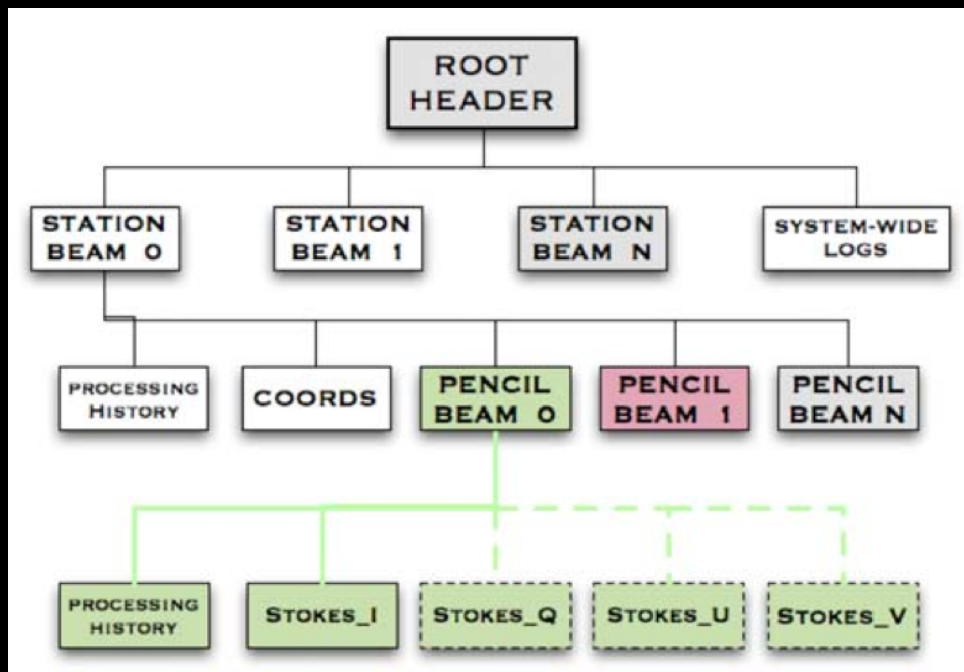 ROOT
HEADER
STATION
BEAM 0
STATION
BEAM 1
STATION
BEAM N
SYSTEM-WIDE
LOGS
PROCESSING
HISTORY
COORDS
PENCIL
BEAM 0
PENCIL
BEAM 1
PENCIL
BEAM N
PROCESSING
HISTORY
STOKES_I
STOKES_Q
STOKES_U
STOKES_V